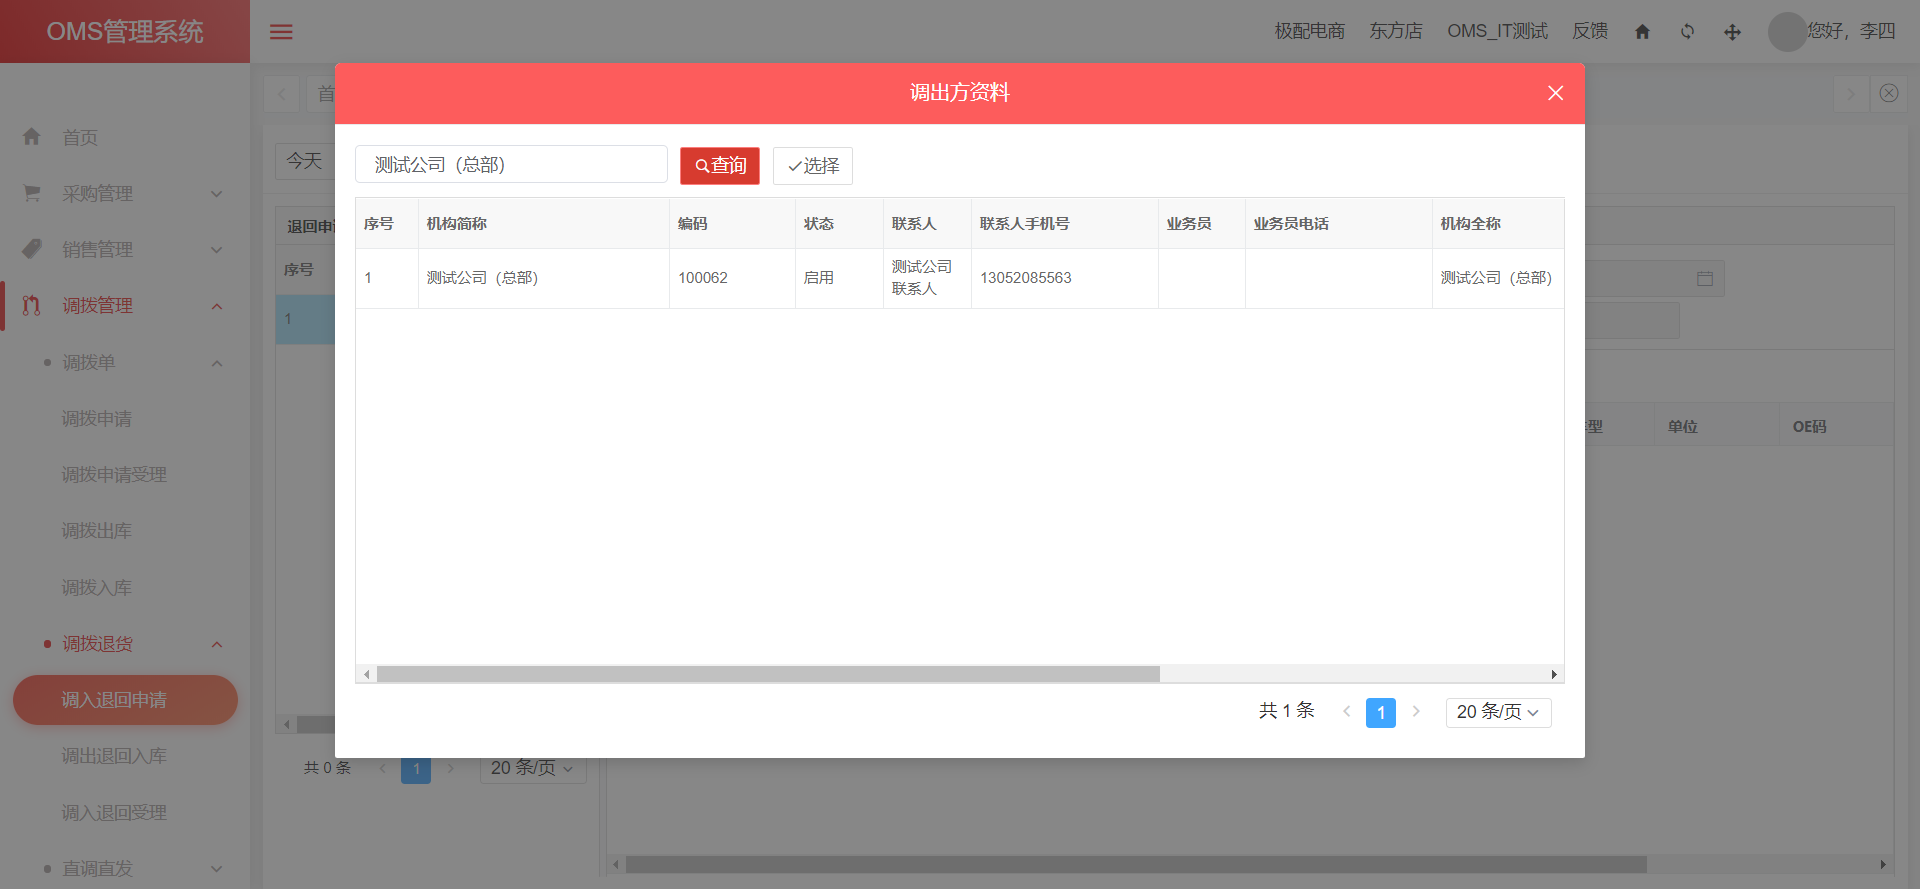 OMS管理系统
极配电商 东方店 OMS_IT测试 反馈 您好，李四
首页
采购管理
销售管理
调拨管理
调拨单
调拨申请
调拨申请受理
调拨出库
调拨入库
调拨退货
调入退回申请
调出退回入库
调入退回受理
直调直发
首
今天
退回申
序号
1
共 0 条 1 20 条/页
调出方资料
测试公司（总部） 查询 选择
序号 机构简称 编码 状态 联系人 联系人手机号 业务员 业务员电话 机构全称
1 测试公司（总部） 100062 启用 测试公司联系人 13052085563 测试公司（总部）
共 1 条 1 20 条/页
型 单位 OE码